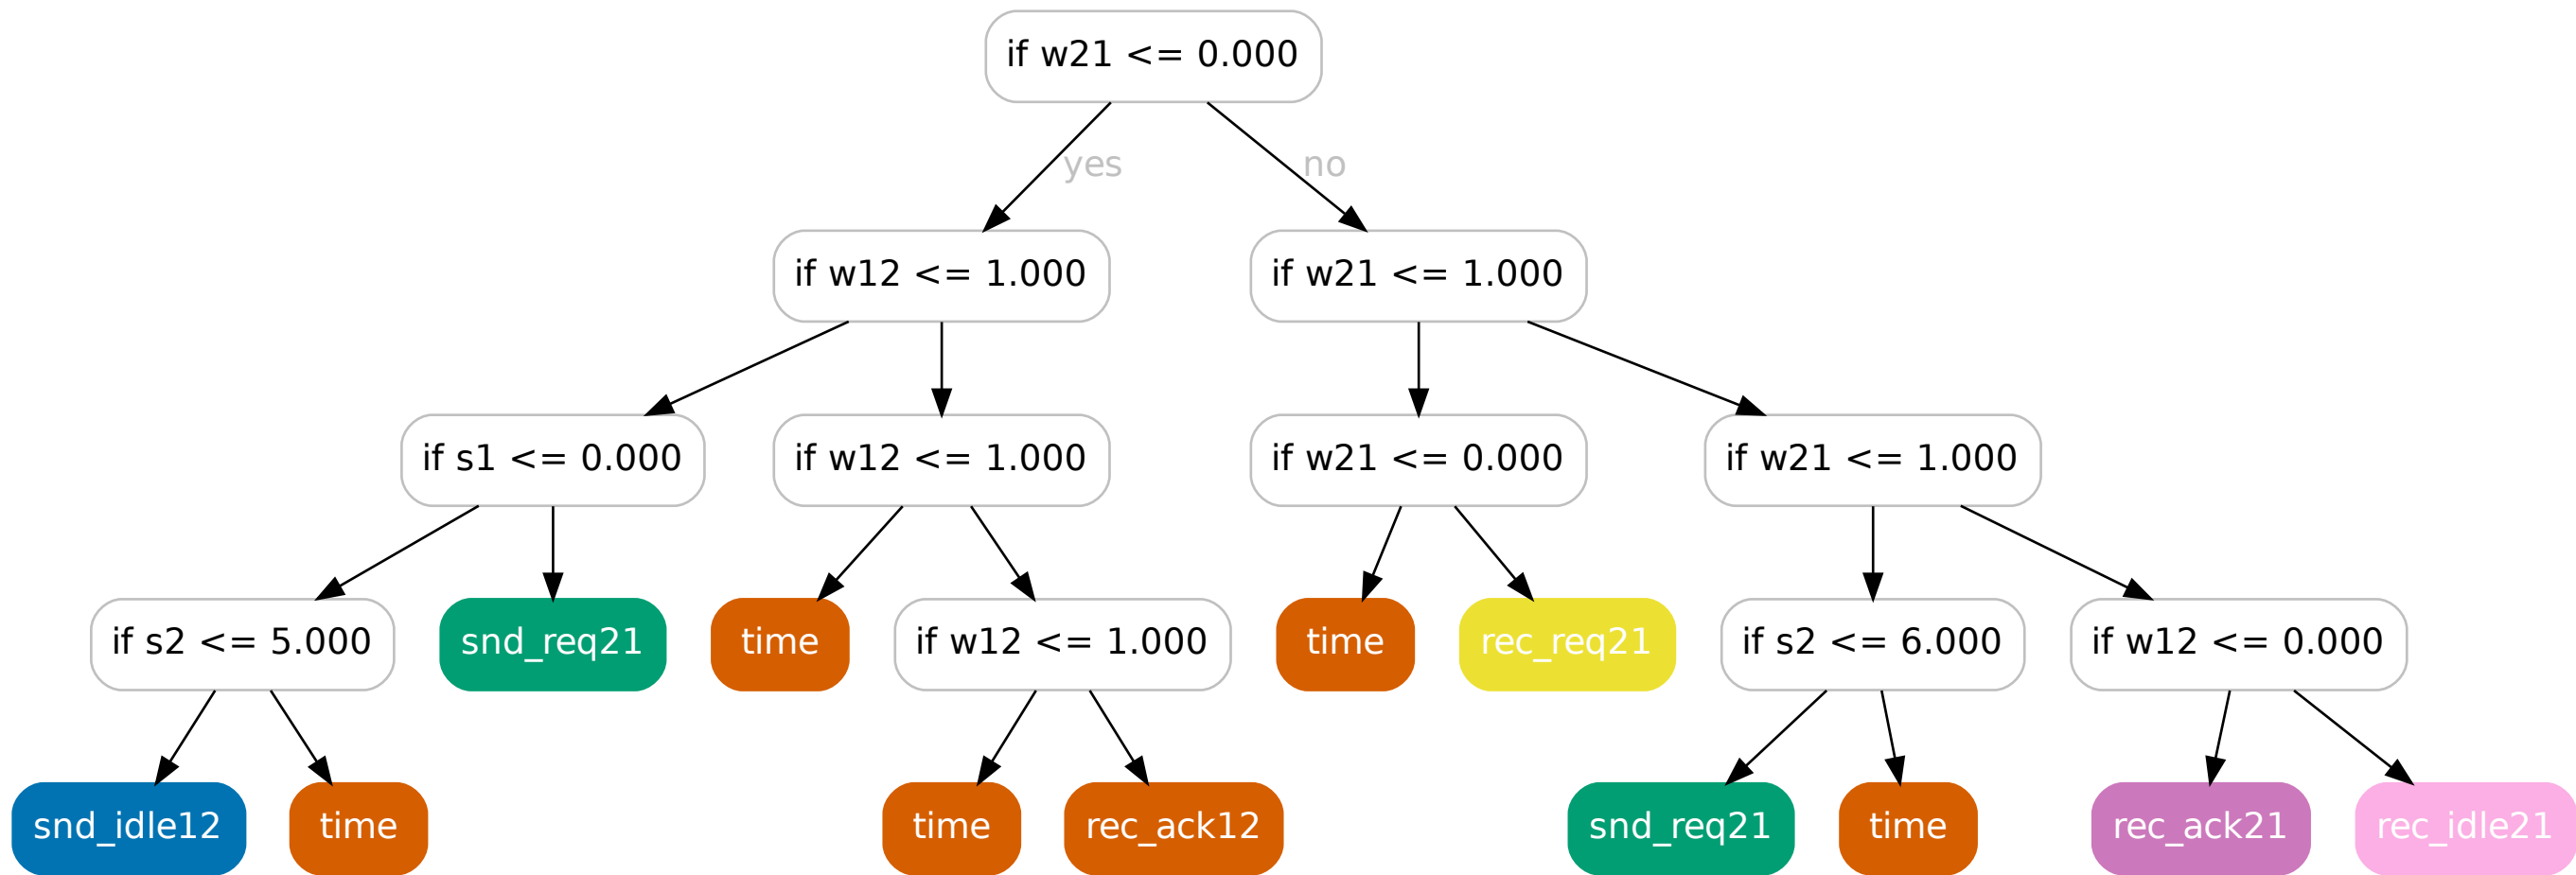 if w21 <= 0.000
yes
no
if w12 <= 1.000
if w21 <= 1.000
if s1 <= 0.000
if w12 <= 1.000
if w21 <= 0.000
if w21 <= 1.000
if s2 <= 5.000
snd_req21
time
if w12 <= 1.000
time
rec_req21
if s2 <= 6.000
if w12 <= 0.000
snd_idle12
time
time
rec_ack12
snd_req21
time
rec_ack21
rec_idle21